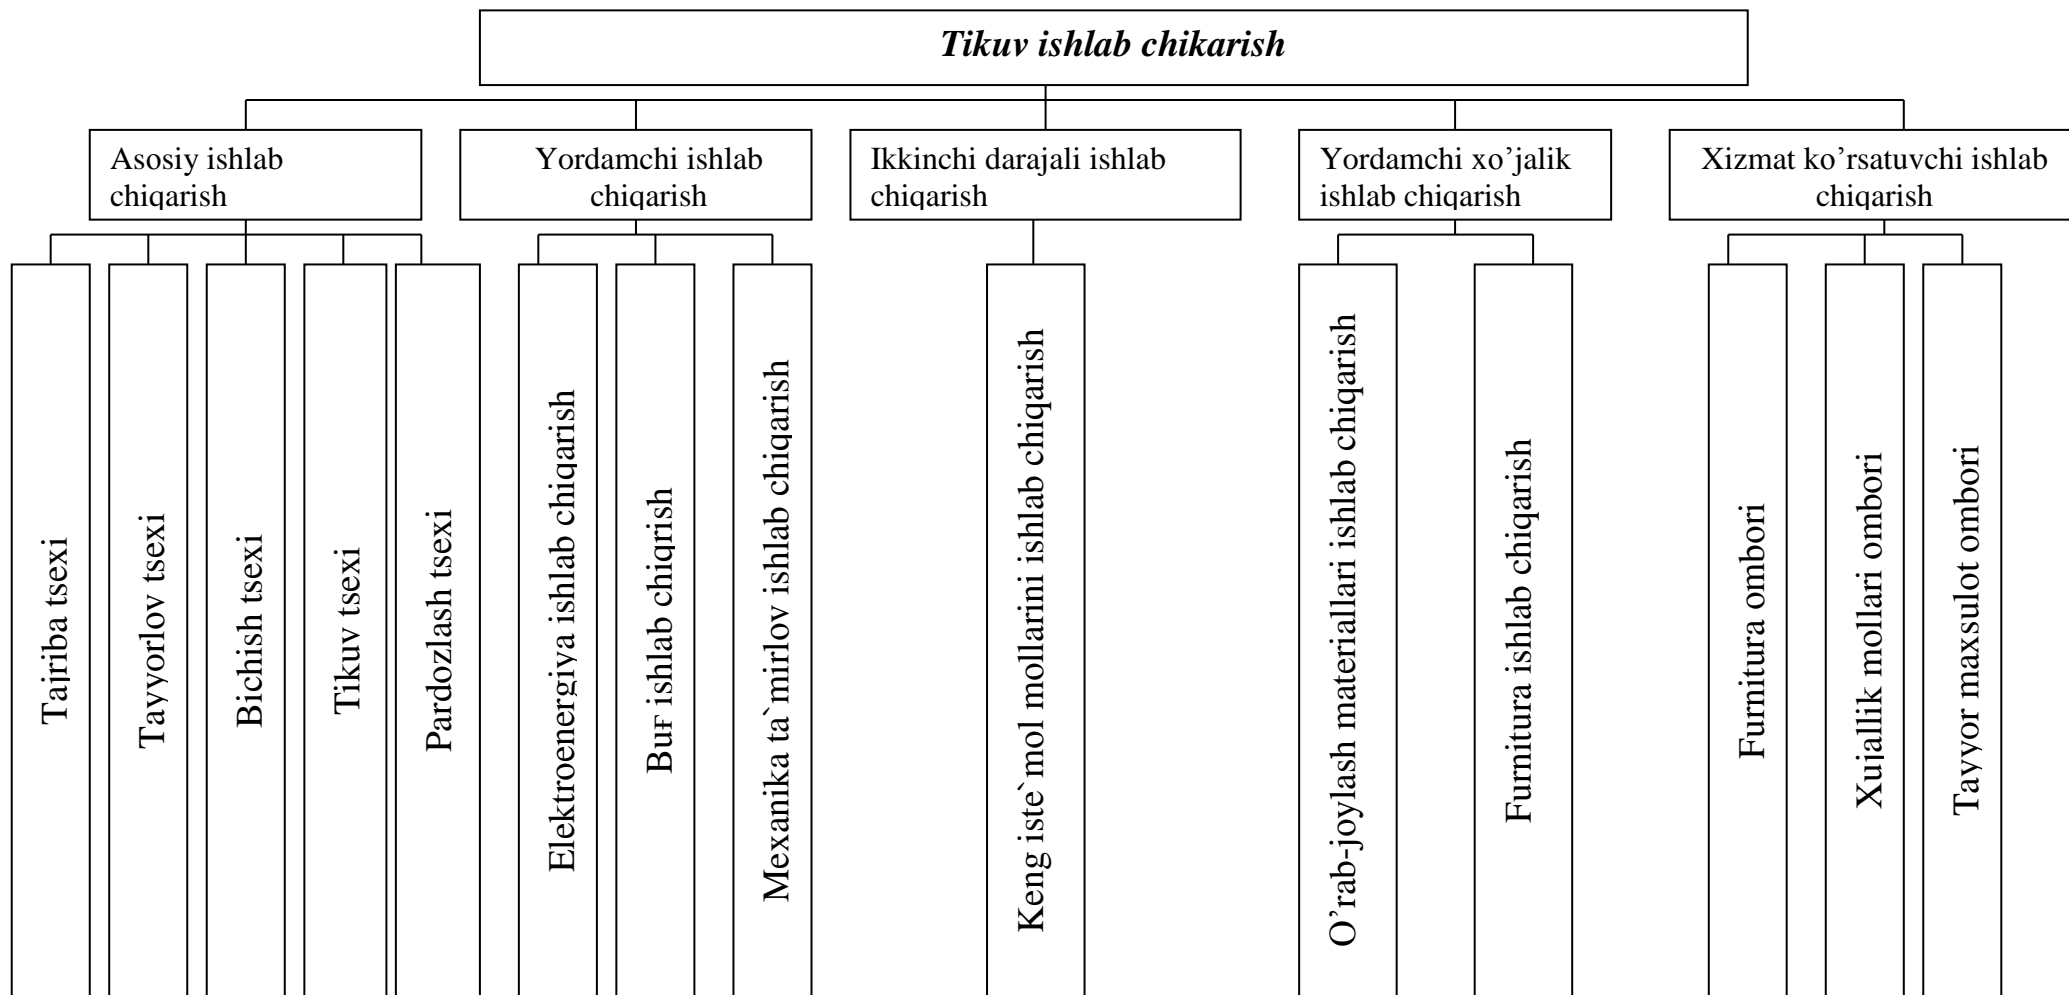 Tikuv ishlab chikarish
Asosiy ishlab
chiqarish
Yordamchi ishlab
chiqarish
Ikkinchi darajali ishlab
chiqarish
Yordamchi xo’jalik
ishlab chiqarish
Xizmat ko’rsatuvchi ishlab
chiqarish
Tajriba tsexi
Tayyorlov tsexi
Bichish tsexi
Tikuv tsexi
Pardozlash tsexi
Elektroenergiya ishlab chiqarish
Buғ ishlab chiqrish
Mexanika ta`mirlov ishlab chiqarish
Keng iste`mol mollarini ishlab chiqarish
O’rab-joylash materiallari ishlab chiqarish
Furnitura ishlab chiqarish
Furnitura ombori
Xujallik mollari ombori
Tayyor maxsulot ombori